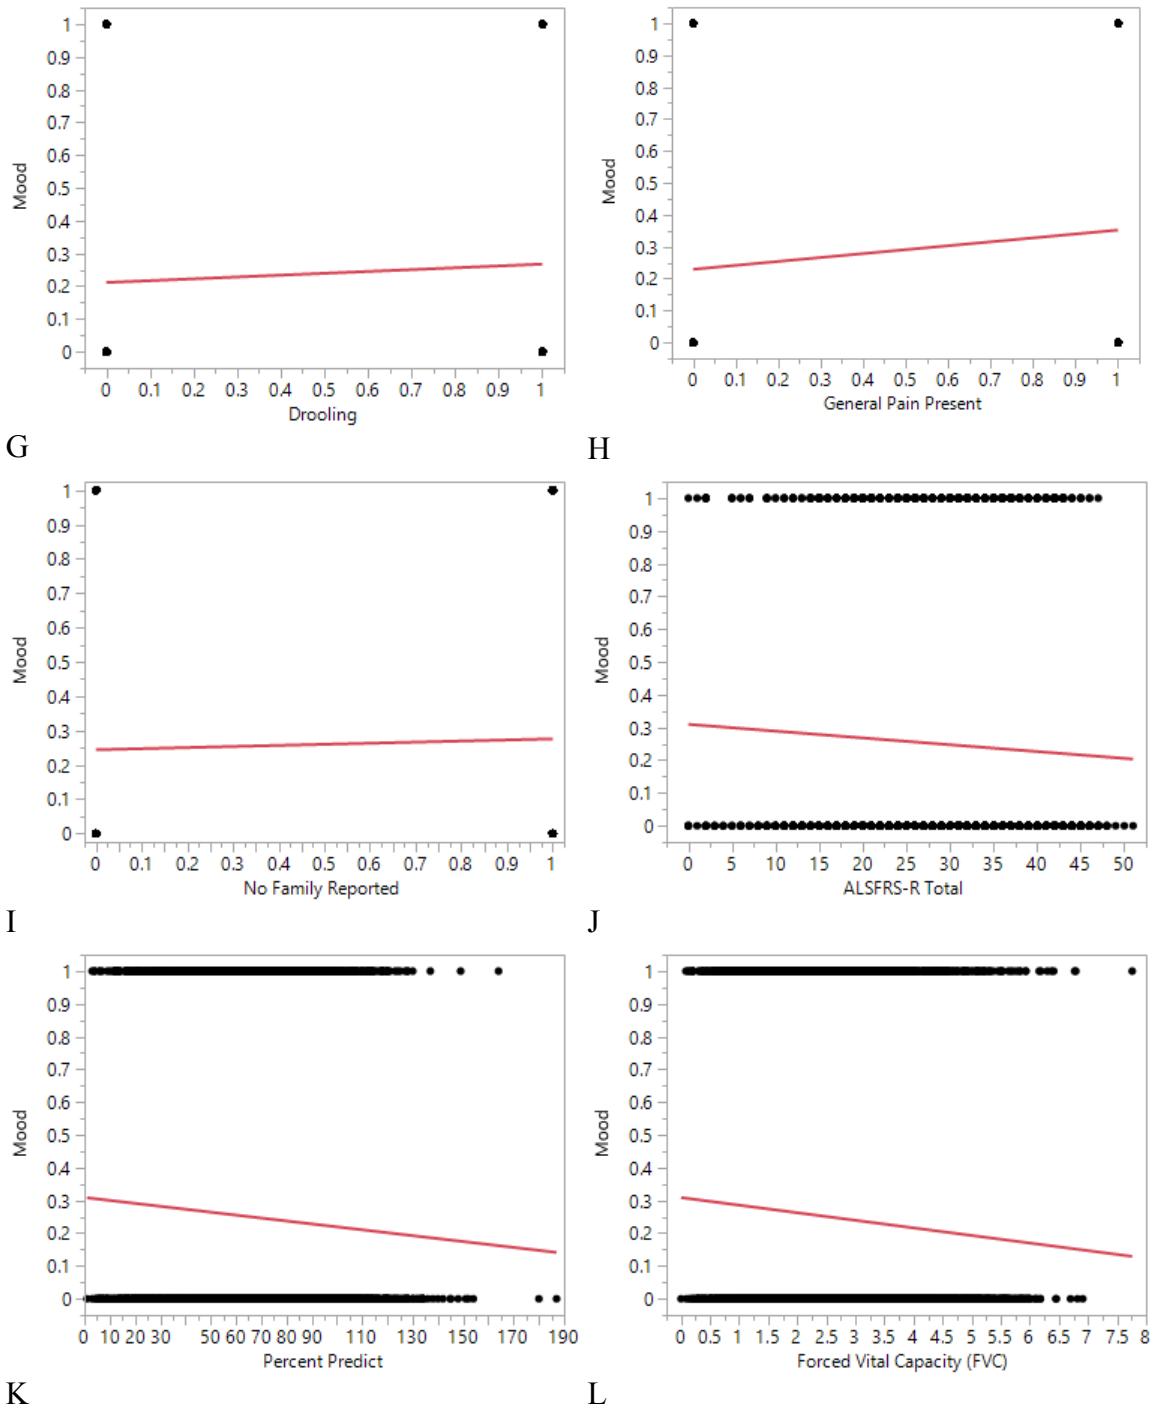 1
0.9
0.8
0.7
0.6
0.5
0.4
0.3
0.2
0.1
0
Mood
0 0.1 0.2 0.3 0.4 0.5 0.6 0.7 0.8 0.9 1
Drooling
G
1
0.9
0.8
0.7
0.6
0.5
0.4
0.3
0.2
0.1
0
Mood
0 0.1 0.2 0.3 0.4 0.5 0.6 0.7 0.8 0.9 1
General Pain Present
H
1
0.9
0.8
0.7
0.6
0.5
0.4
0.3
0.2
0.1
0
Mood
0 0.1 0.2 0.3 0.4 0.5 0.6 0.7 0.8 0.9 1
No Family Reported
I
1
0.9
0.8
0.7
0.6
0.5
0.4
0.3
0.2
0.1
0
Mood
0 5 10 15 20 25 30 35 40 45 50
ALSFRS-R Total
J
1
0.9
0.8
0.7
0.6
0.5
0.4
0.3
0.2
0.1
0
Mood
0 10 20 30 50 60 70 80 90 110 130 150 170 190
Percent Predict
K
1
0.9
0.8
0.7
0.6
0.5
0.4
0.3
0.2
0.1
0
Mood
0 0.5 1 1.5 2 2.5 3 3.5 4 4.5 5 5.5 6 6.5 7 7.5 8
Forced Vital Capacity (FVC)
L